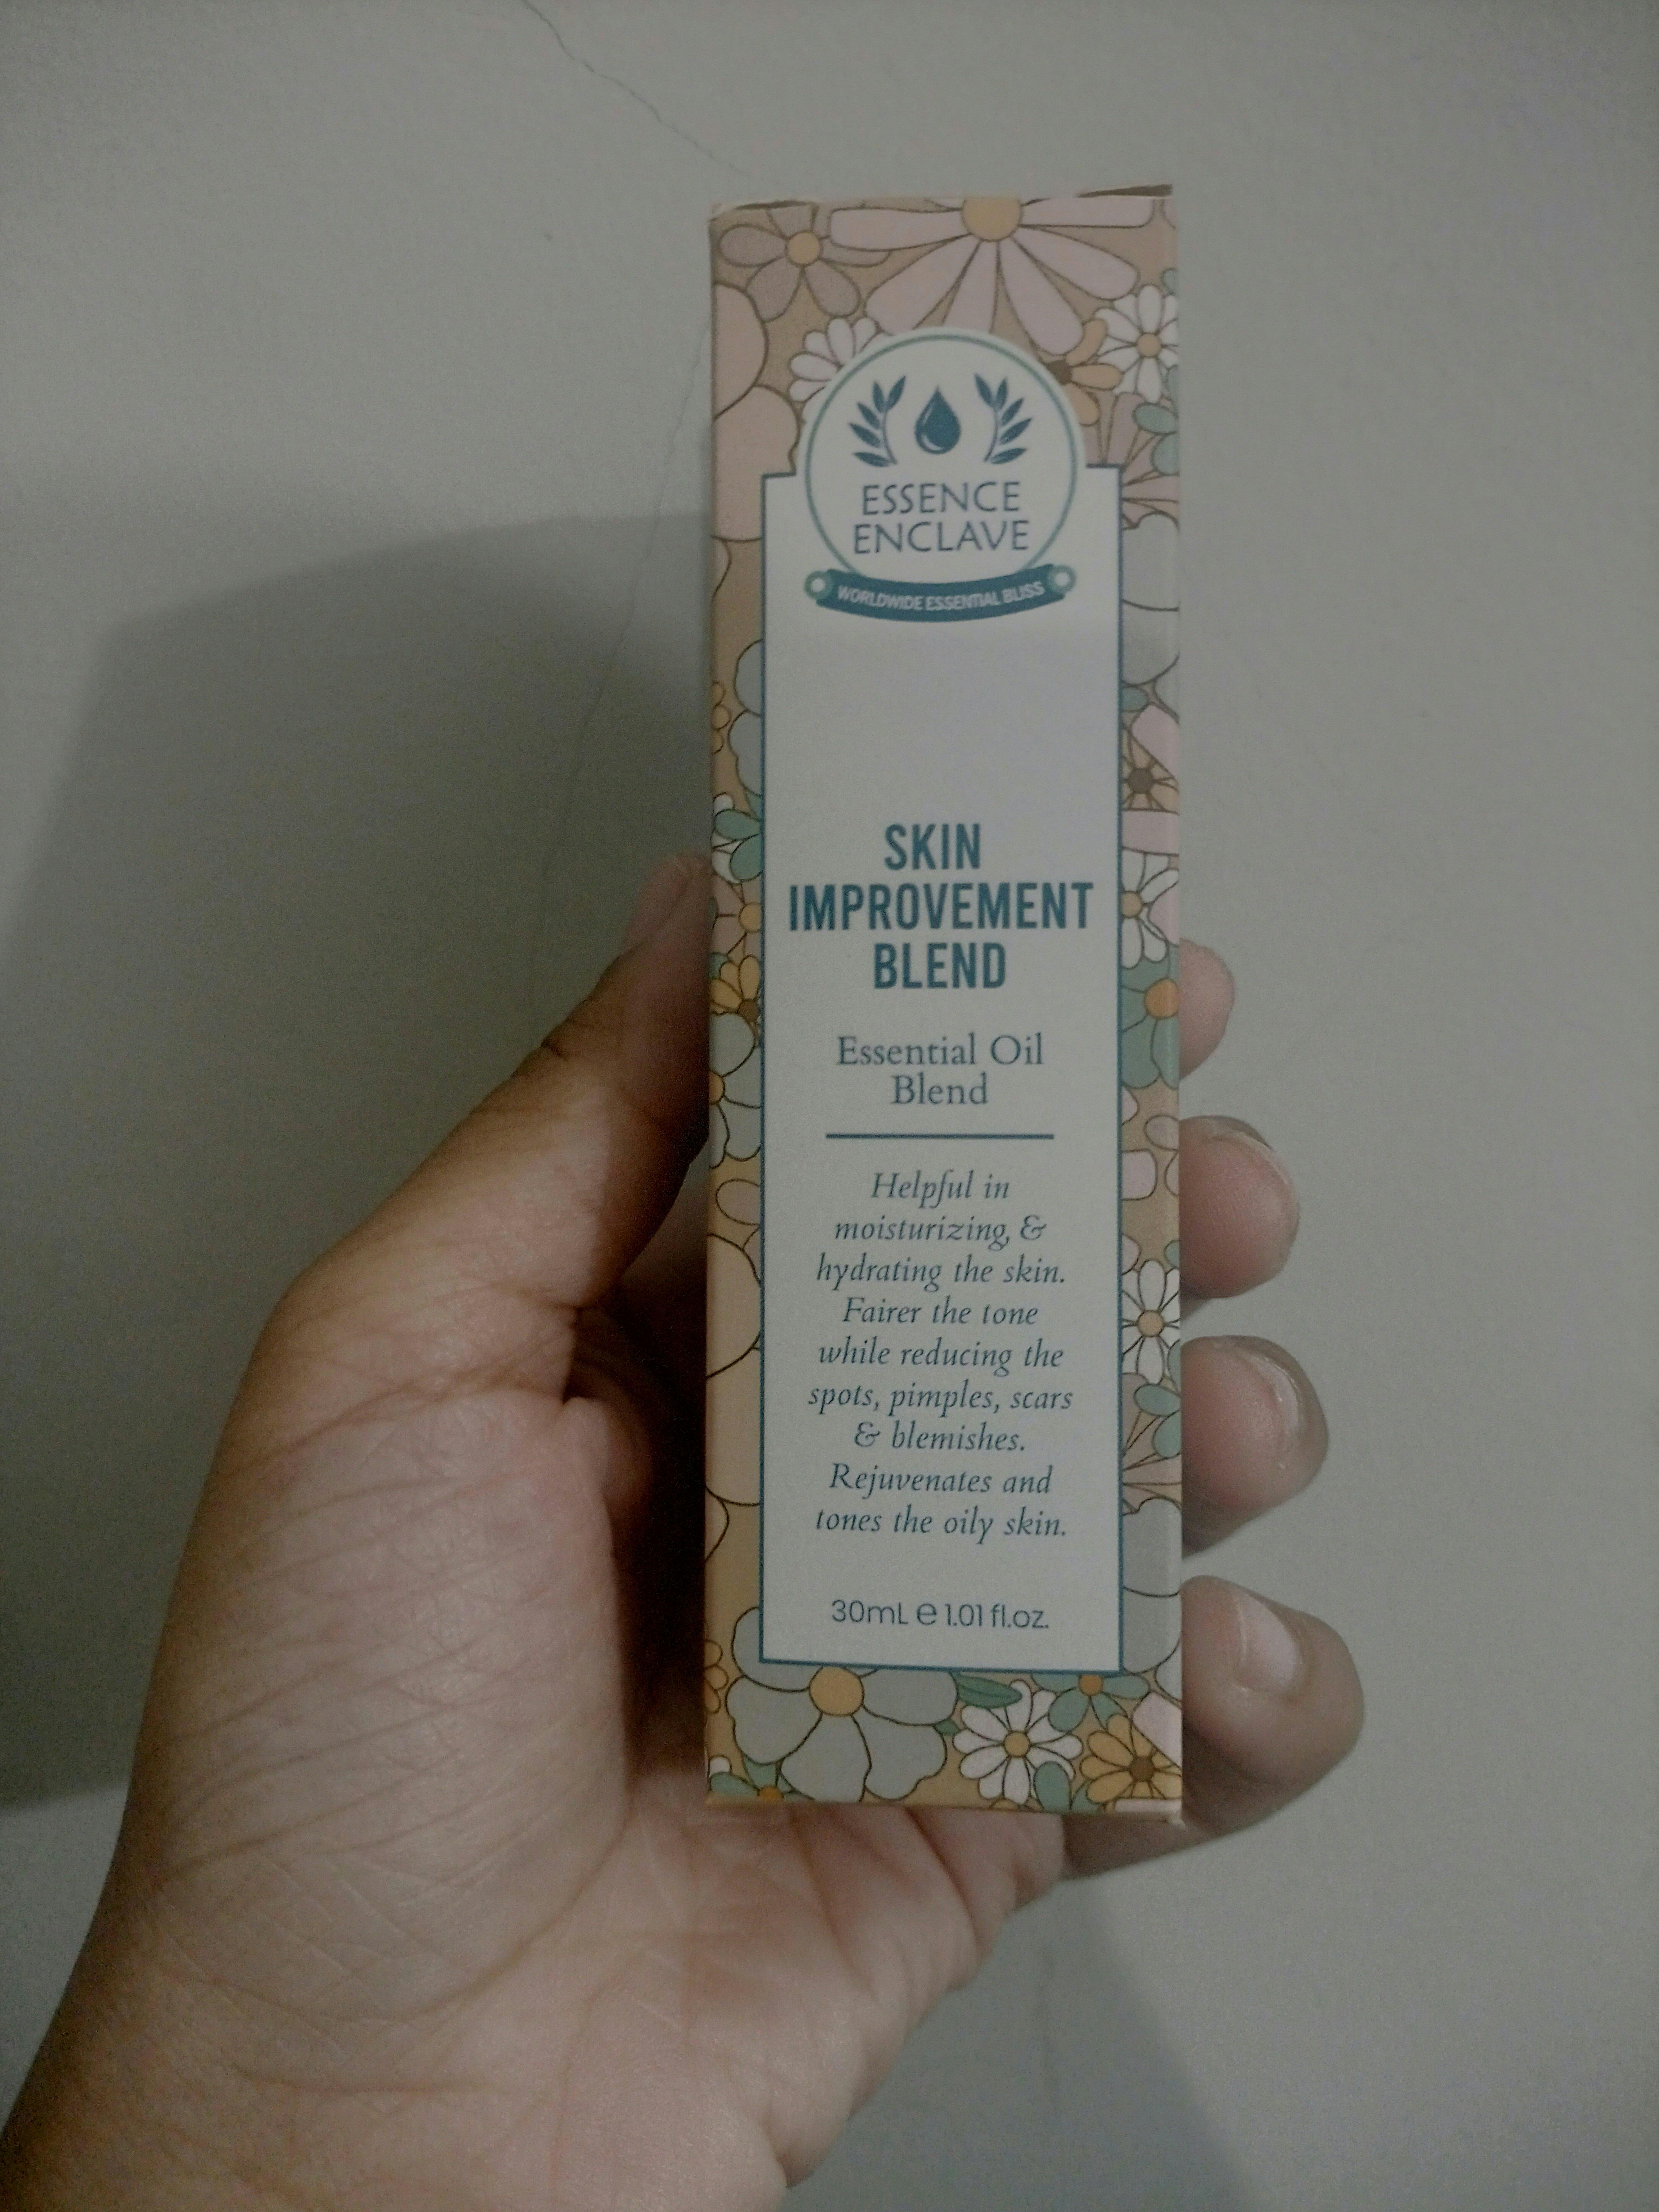 ESSENCE
ENCLAVE
WORLDWIDE ESSENTIAL BLISS
SKIN
IMPROVEMENT
BLEND
Essential Oil
Blend
Helpful in
moisturizing, &
hydrating the skin.
Fairer the tone
while reducing the
spots, pimples, scars
& blemishes.
Rejuvenates and
tones the oily skin.
30mL ℮ 1.01 fl.oz.